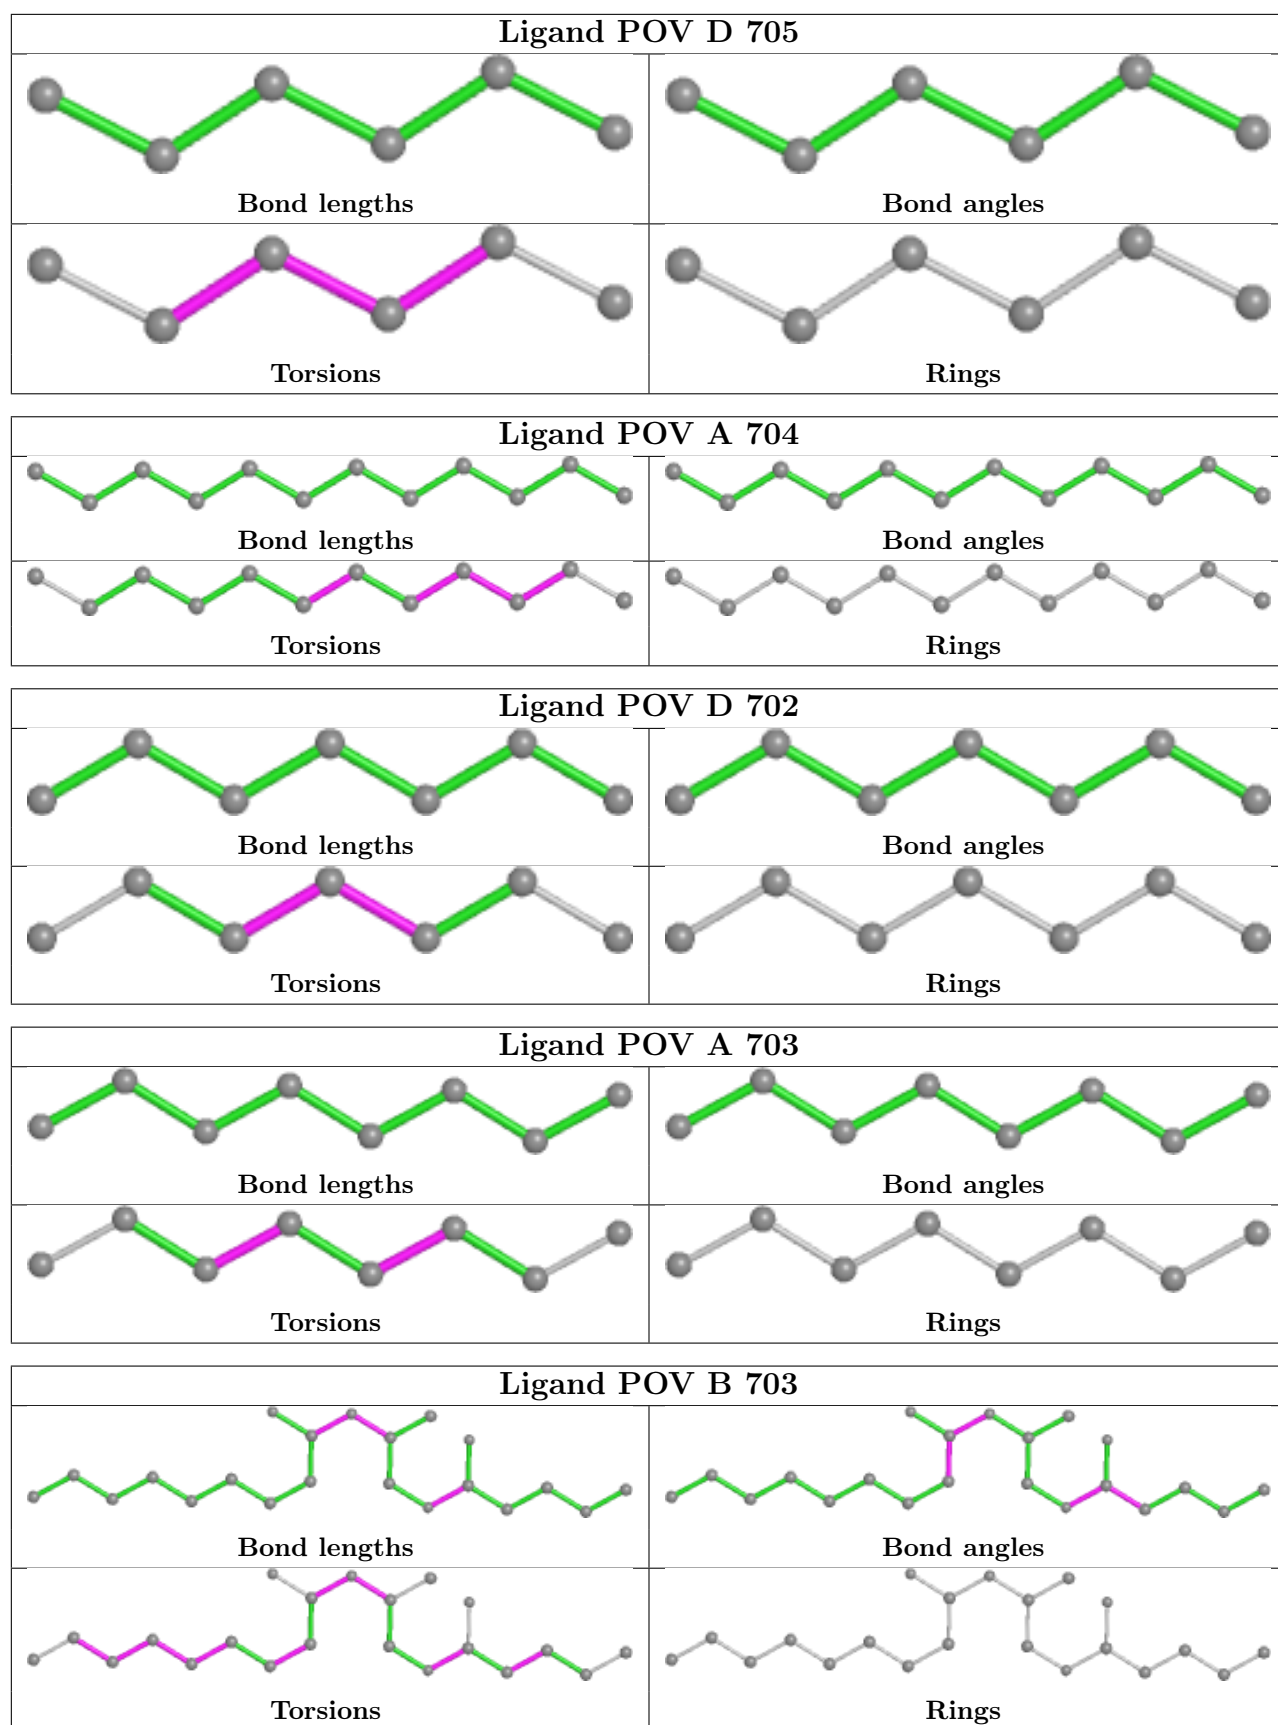 Ligand POV D 705
Bond lengths
Bond angles
Torsions
Rings
Ligand POV A 704
Bond lengths
Bond angles
Torsions
Rings
Ligand POV D 702
Bond lengths
Bond angles
Torsions
Rings
Ligand POV A 703
Bond lengths
Bond angles
Torsions
Rings
Ligand POV B 703
Bond lengths
Bond angles
Torsions
Rings